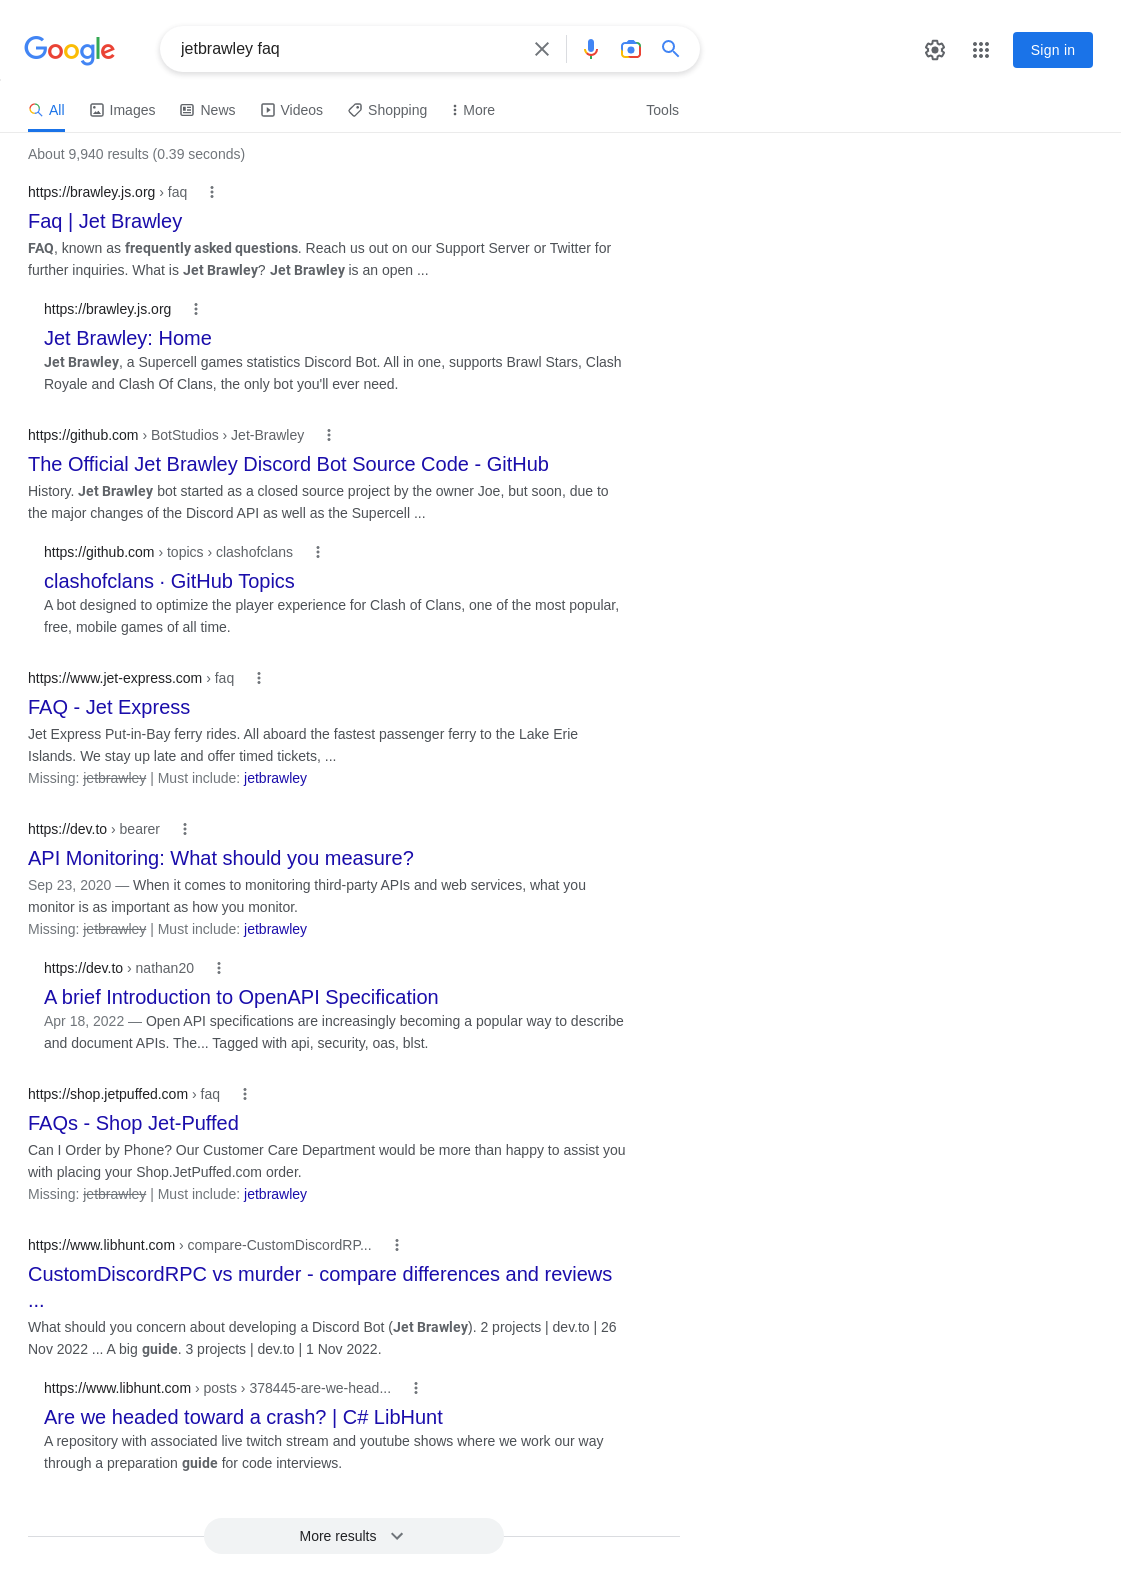 Google
jetbrawley faq
Sign in
All
Images
News
Videos
Shopping
More
Tools
About 9,940 results (0.39 seconds)
https://brawley.js.org › faq
Faq | Jet Brawley
FAQ, known as frequently asked questions. Reach us out on our Support Server or Twitter for
further inquiries. What is Jet Brawley? Jet Brawley is an open ...
https://brawley.js.org
Jet Brawley: Home
Jet Brawley, a Supercell games statistics Discord Bot. All in one, supports Brawl Stars, Clash
Royale and Clash Of Clans, the only bot you'll ever need.
https://github.com › BotStudios › Jet-Brawley
The Official Jet Brawley Discord Bot Source Code - GitHub
History. Jet Brawley bot started as a closed source project by the owner Joe, but soon, due to
the major changes of the Discord API as well as the Supercell ...
https://github.com › topics › clashofclans
clashofclans · GitHub Topics
A bot designed to optimize the player experience for Clash of Clans, one of the most popular,
free, mobile games of all time.
https://www.jet-express.com › faq
FAQ - Jet Express
Jet Express Put-in-Bay ferry rides. All aboard the fastest passenger ferry to the Lake Erie
Islands. We stay up late and offer timed tickets, ...
Missing: jetbrawley | Must include: jetbrawley
https://dev.to › bearer
API Monitoring: What should you measure?
Sep 23, 2020 — When it comes to monitoring third-party APIs and web services, what you
monitor is as important as how you monitor.
Missing: jetbrawley | Must include: jetbrawley
https://dev.to › nathan20
A brief Introduction to OpenAPI Specification
Apr 18, 2022 — Open API specifications are increasingly becoming a popular way to describe
and document APIs. The... Tagged with api, security, oas, blst.
https://shop.jetpuffed.com › faq
FAQs - Shop Jet-Puffed
Can I Order by Phone? Our Customer Care Department would be more than happy to assist you
with placing your Shop.JetPuffed.com order.
Missing: jetbrawley | Must include: jetbrawley
https://www.libhunt.com › compare-CustomDiscordRP...
CustomDiscordRPC vs murder - compare differences and reviews
...
What should you concern about developing a Discord Bot (Jet Brawley). 2 projects | dev.to | 26
Nov 2022 ... A big guide. 3 projects | dev.to | 1 Nov 2022.
https://www.libhunt.com › posts › 378445-are-we-head...
Are we headed toward a crash? | C# LibHunt
A repository with associated live twitch stream and youtube shows where we work our way
through a preparation guide for code interviews.
More results